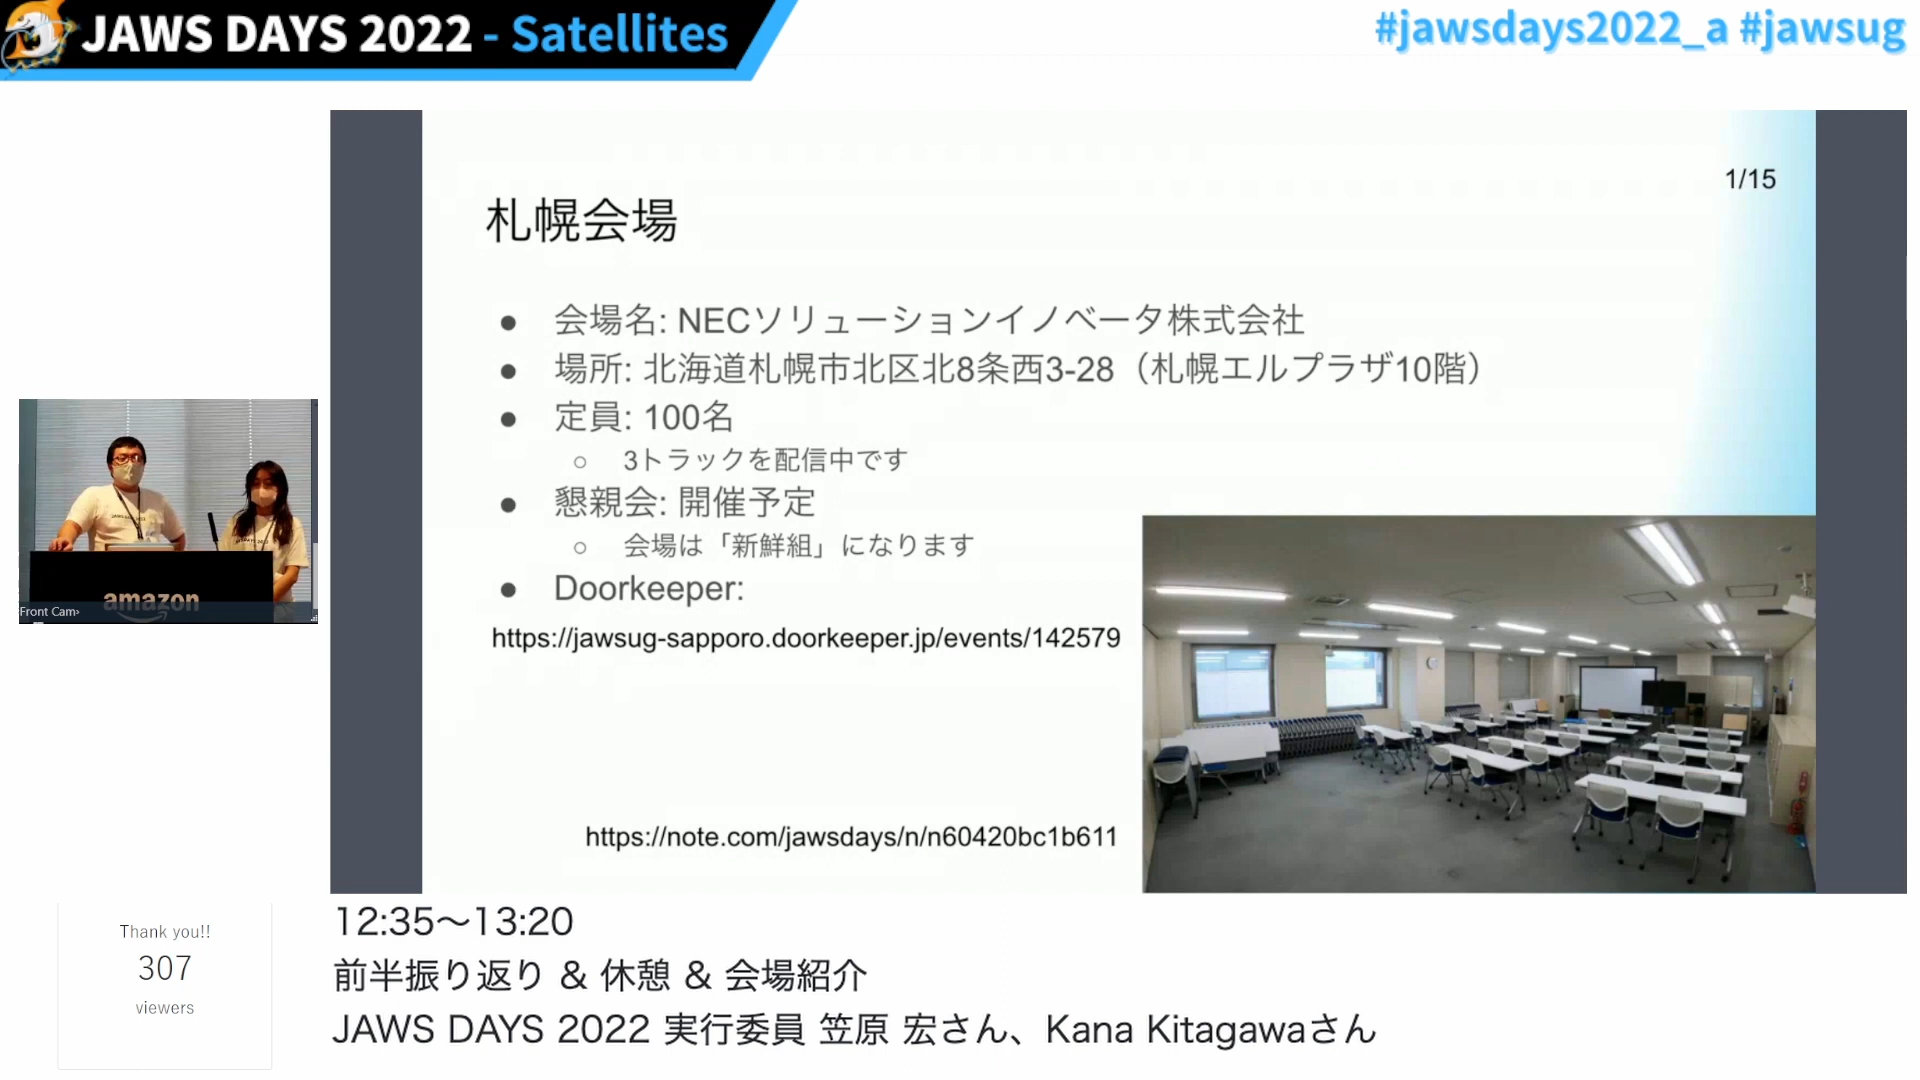 JAWS DAYS 2022 - Satellites
#jawsdays2022_a #jawsug
1/15
札幌会場
● 会場名: NECソリューションイノベータ株式会社
● 場所: 北海道札幌市北区北8条西3-28（札幌エルプラザ10階）
● 定員: 100名
○ 3トラックを配信中です
● 懇親会: 開催予定
○ 会場は「新鮮組」になります
● Doorkeeper:
https://jawsug-sapporo.doorkeeper.jp/events/142579
https://note.com/jawsdays/n/n60420bc1b611
amazon
Front Cam
Thank you!!
307
viewers
12:35〜13:20
前半振り返り & 休憩 & 会場紹介
JAWS DAYS 2022 実行委員 笠原 宏さん、Kana Kitagawaさん